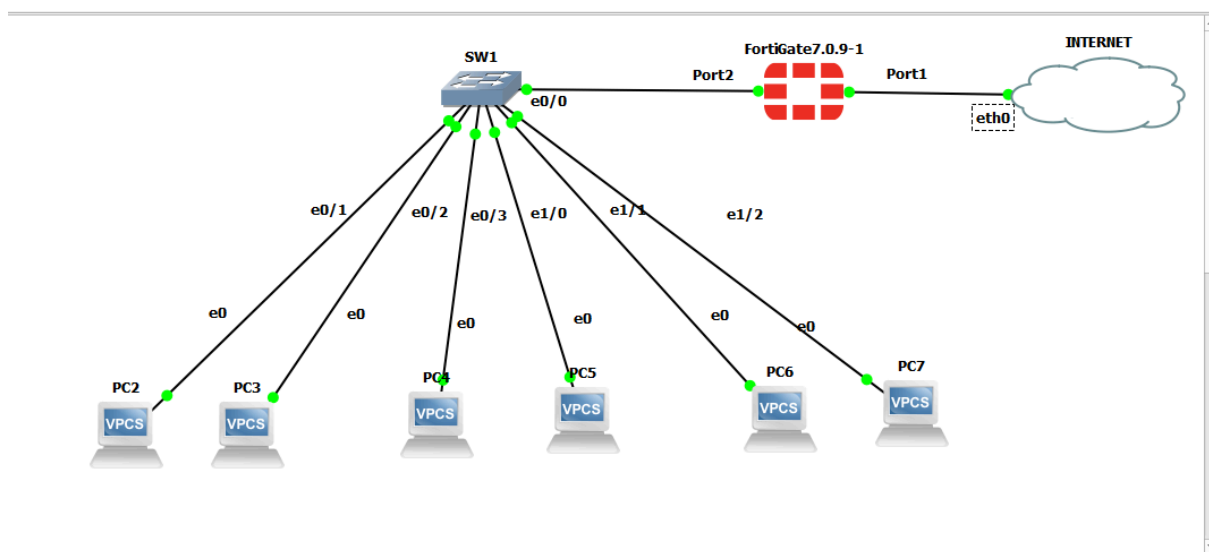 INTERNET
FortiGate7.0.9-1
SW1
Port2
Port1
e0/0
eth0
e0/1
e0/2
e0/3
e1/0
e1/1
e1/2
e0
e0
e0
e0
e0
e0
PC2
PC3
PC4
PC5
PC6
PC7
VPCS
VPCS
VPCS
VPCS
VPCS
VPCS